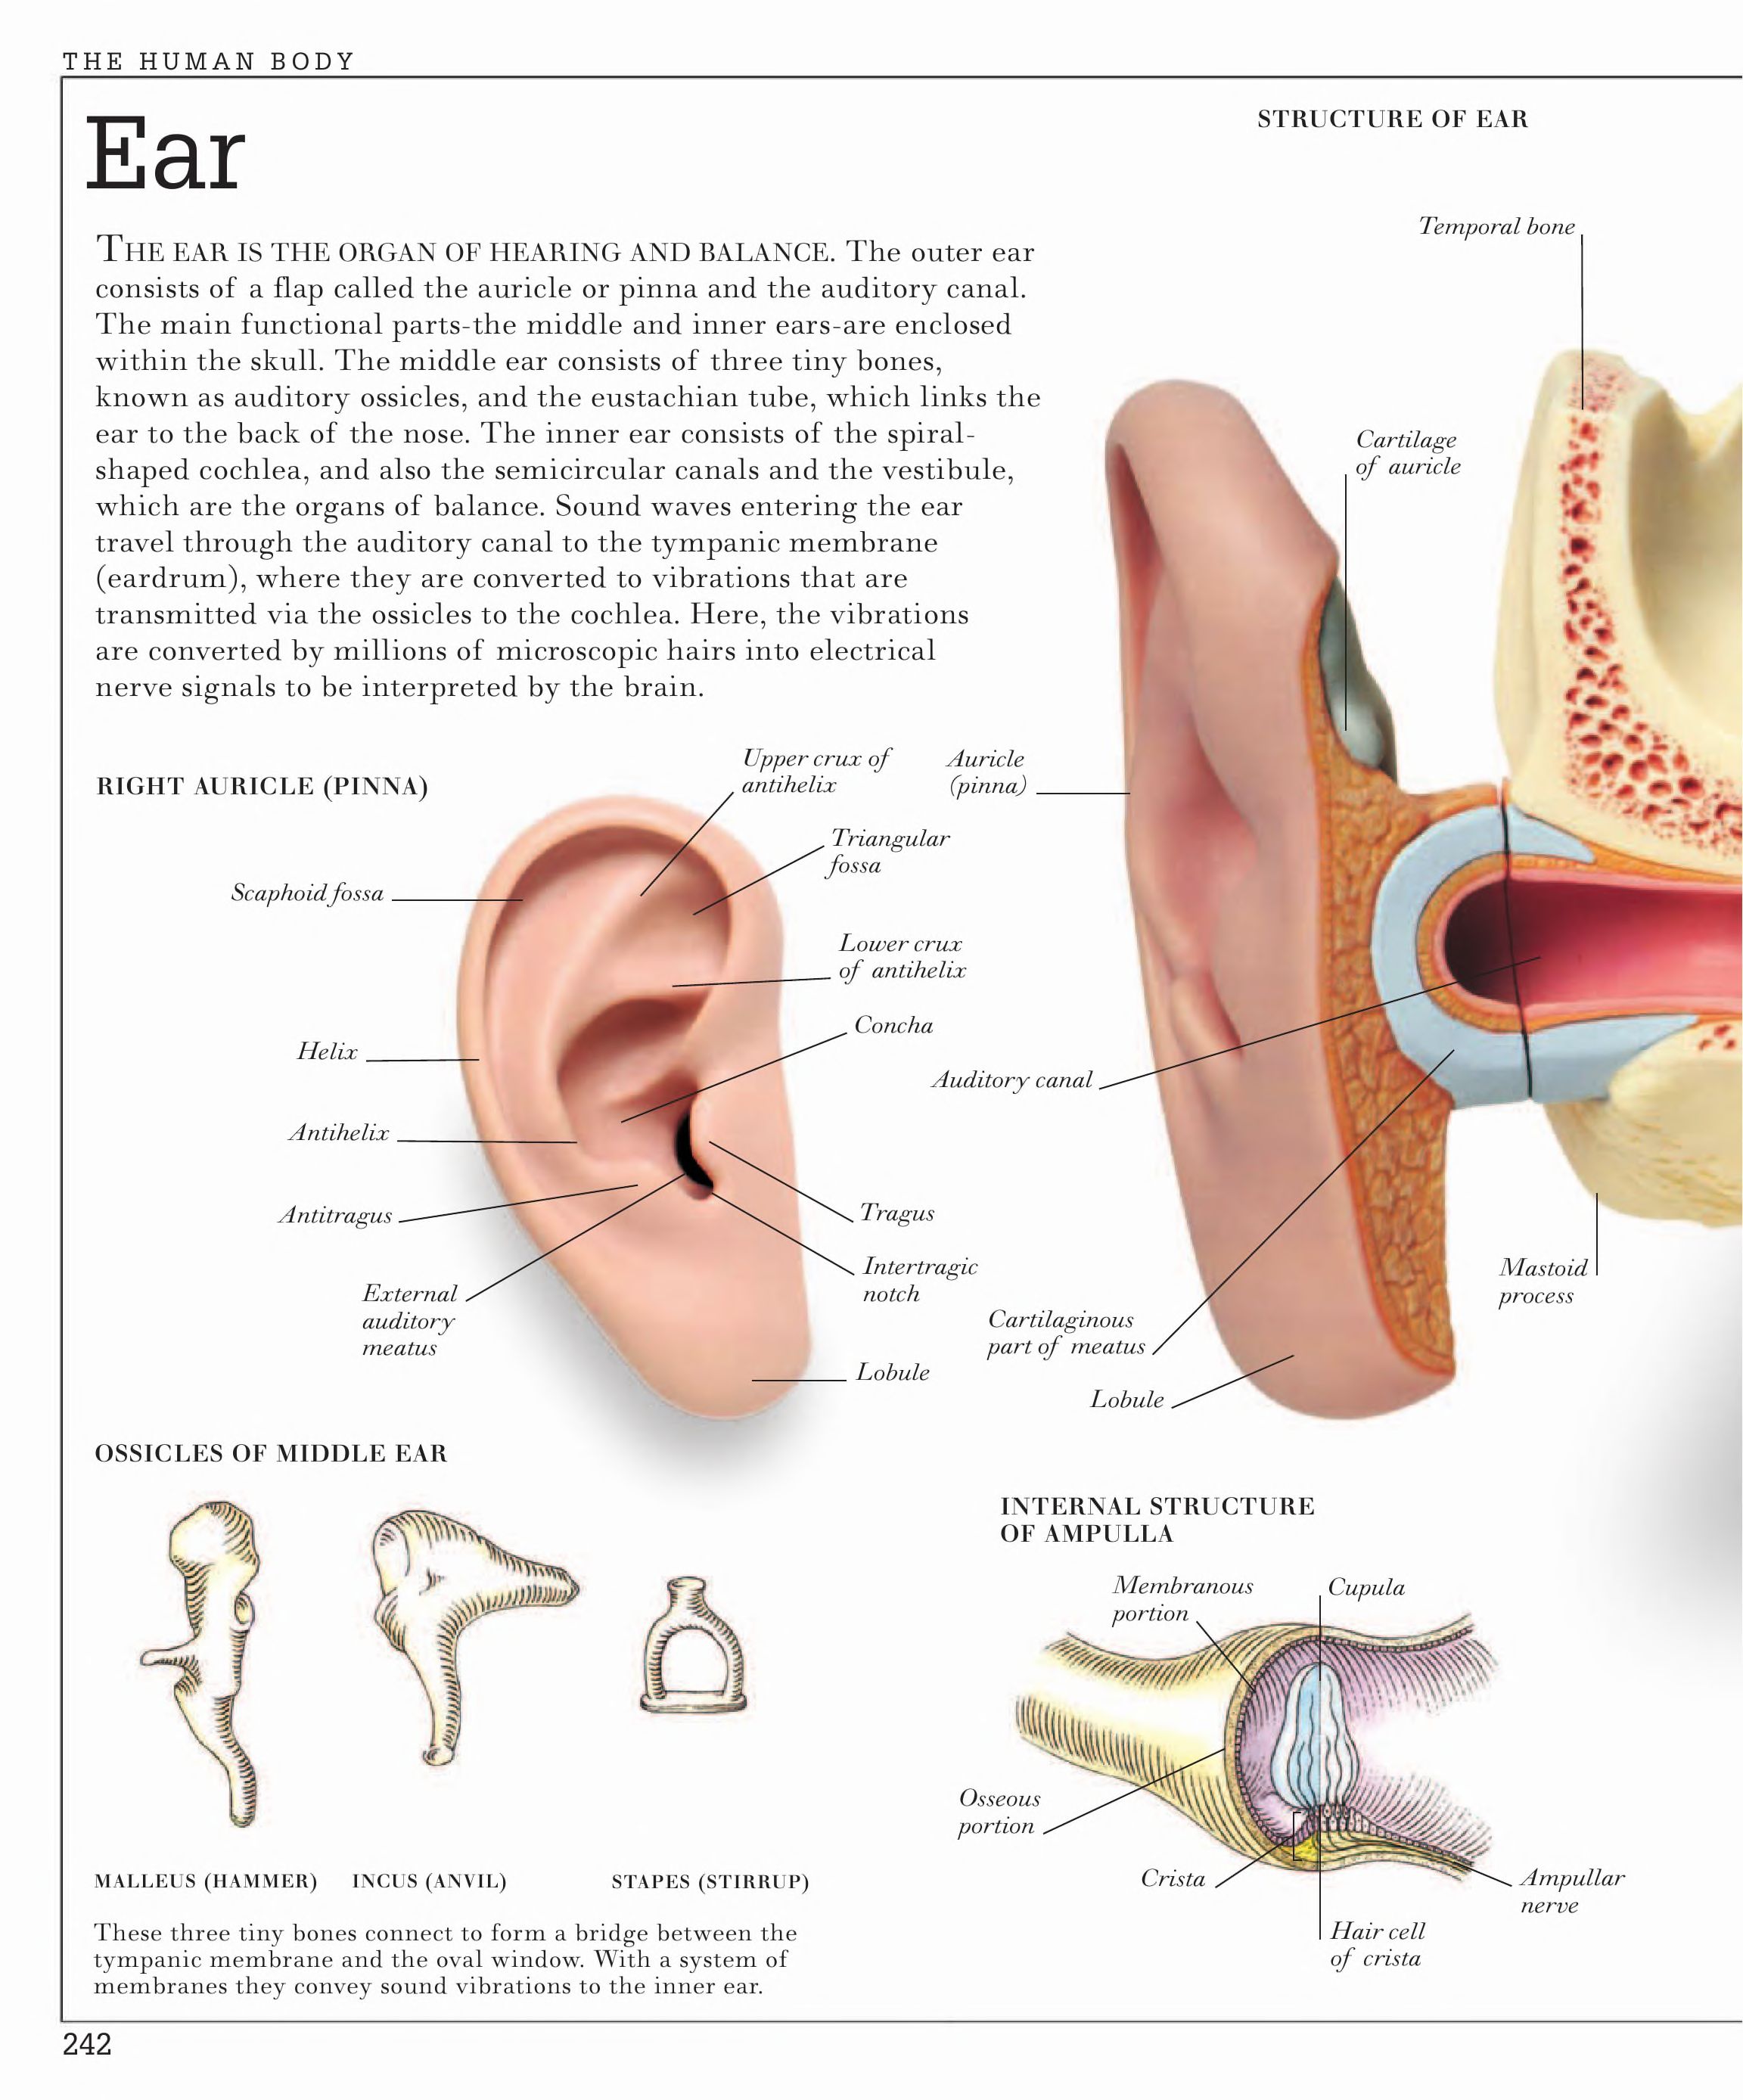 THE HUMAN BODY
Ear
THE EAR IS THE ORGAN OF HEARING AND BALANCE. The outer ear
consists of a flap called the auricle or pinna and the auditory canal.
The main functional parts-the middle and inner ears-are enclosed
within the skull. The middle ear consists of three tiny bones,
known as auditory ossicles, and the eustachian tube, which links the
ear to the back of the nose. The inner ear consists of the spiral-
shaped cochlea, and also the semicircular canals and the vestibule,
which are the organs of balance. Sound waves entering the ear
travel through the auditory canal to the tympanic membrane
(eardrum), where they are converted to vibrations that are
transmitted via the ossicles to the cochlea. Here, the vibrations
are converted by millions of microscopic hairs into electrical
nerve signals to be interpreted by the brain.
RIGHT AURICLE (PINNA)
Upper crux of
antihelix
Triangular
fossa
Scaphoid fossa
Lower crux
of antihelix
Concha
Helix
Antihelix
Antitragus
Tragus
Intertragic
notch
External
auditory
meatus
Lobule
STRUCTURE OF EAR
Temporal bone
Cartilage
of auricle
Auricle
(pinna)
Auditory canal
Mastoid
process
Cartilaginous
part of meatus
Lobule
OSSICLES OF MIDDLE EAR
MALLEUS (HAMMER)
INCUS (ANVIL)
STAPES (STIRRUP)
These three tiny bones connect to form a bridge between the
tympanic membrane and the oval window. With a system of
membranes they convey sound vibrations to the inner ear.
INTERNAL STRUCTURE
OF AMPULLA
Membranous
portion
Cupula
Osseous
portion
Crista
Ampullar
nerve
Hair cell
of crista
242